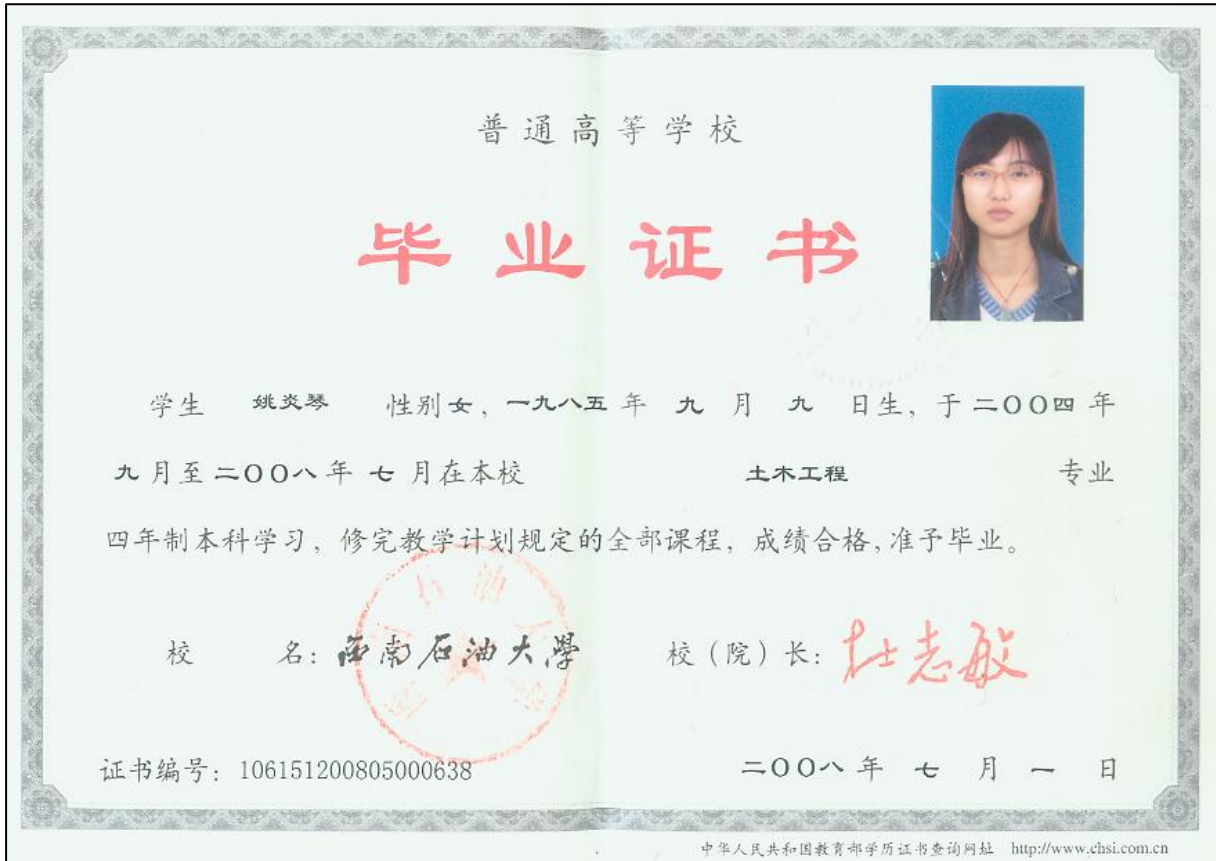 普通高等学校
毕业证书
学生 姚炎琴 性别女，一九八五年 九 月 九 日生，于二〇〇四年
九月至二〇〇八年 七 月在本校 土木工程 专业
四年制本科学习，修完教学计划规定的全部课程，成绩合格，准予毕业。
校 名：西南石油大學 校（院）长：杜志敏
西南石油大学
证书编号：106151200805000638 二〇〇八年 七 月 一 日
中华人民共和国教育部学历证书查询网址 http://www.chsi.com.cn